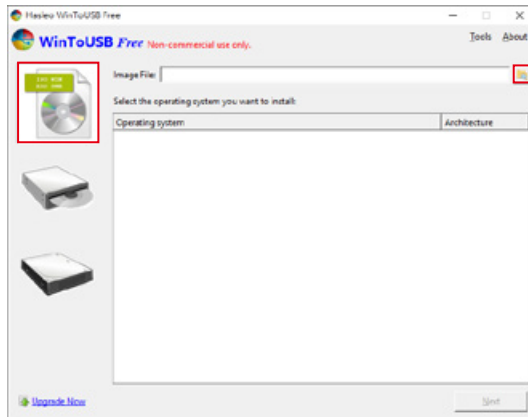 Hasleo WinToUSB Free
WinToUSB Free Non-commercial use only.
Tools About
Image File:
Select the operating system you want to install:
Operating system Architecture
Upgrade Now
Next